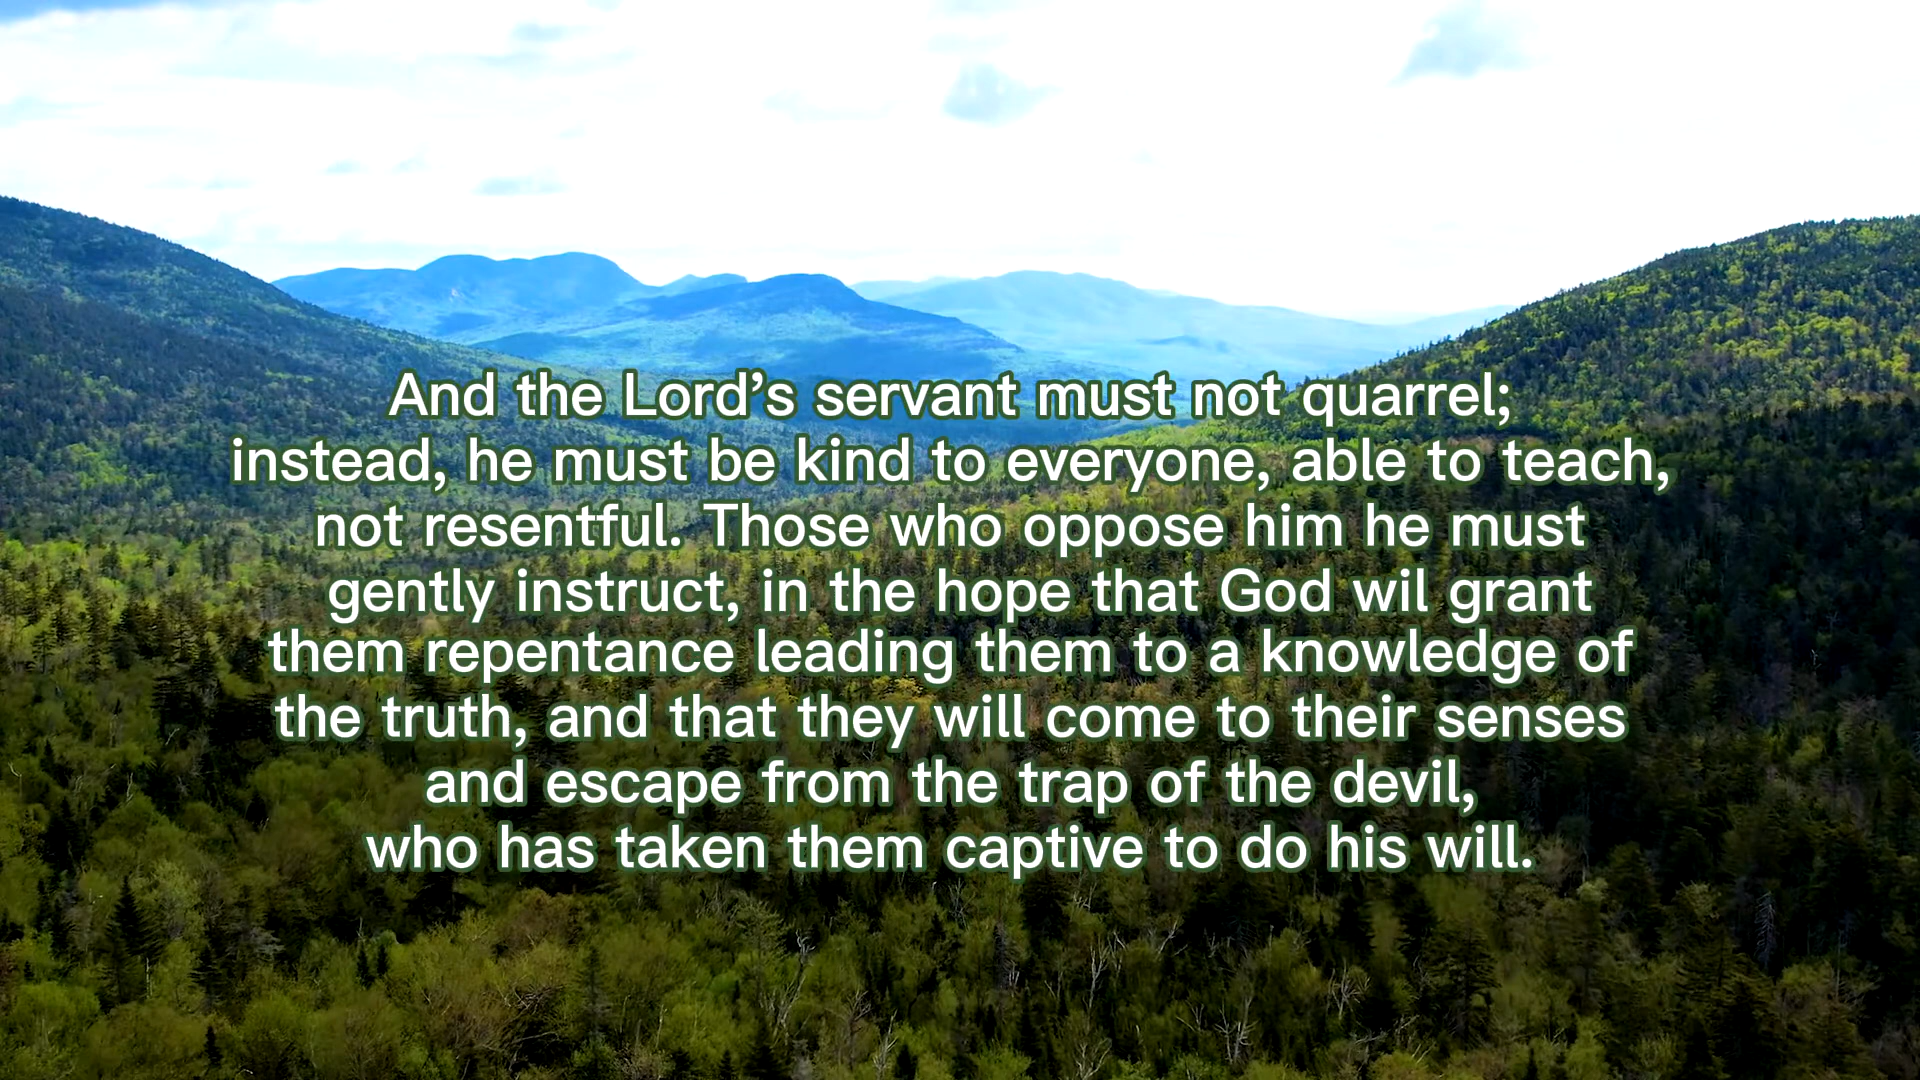 And the Lord’s servant must not quarrel;
instead, he must be kind to everyone, able to teach,
not resentful. Those who oppose him he must
gently instruct, in the hope that God wil grant
them repentance leading them to a knowledge of
the truth, and that they will come to their senses
and escape from the trap of the devil,
who has taken them captive to do his will.